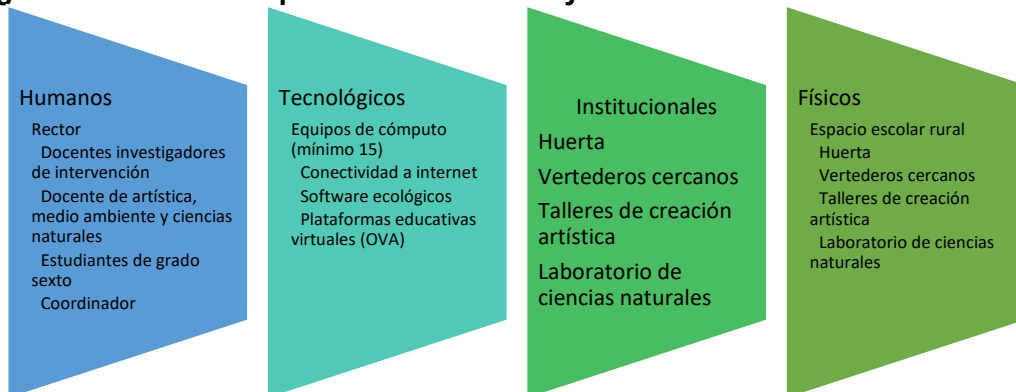 Humanos
Rector
Docentes investigadores
de intervención
Docente de artística,
medio ambiente y ciencias
naturales
Estudiantes de grado
sexto
Coordinador
Tecnológicos
Equipos de cómputo
(mínimo 15)
Conectividad a internet
Software ecológicos
Plataformas educativas
virtuales (OVA)
Institucionales
Huerta
Vertederos cercanos
Talleres de creación
artística
Laboratorio de
ciencias naturales
Físicos
Espacio escolar rural
Huerta
Vertederos cercanos
Talleres de creación
artística
Laboratorio de ciencias
naturales